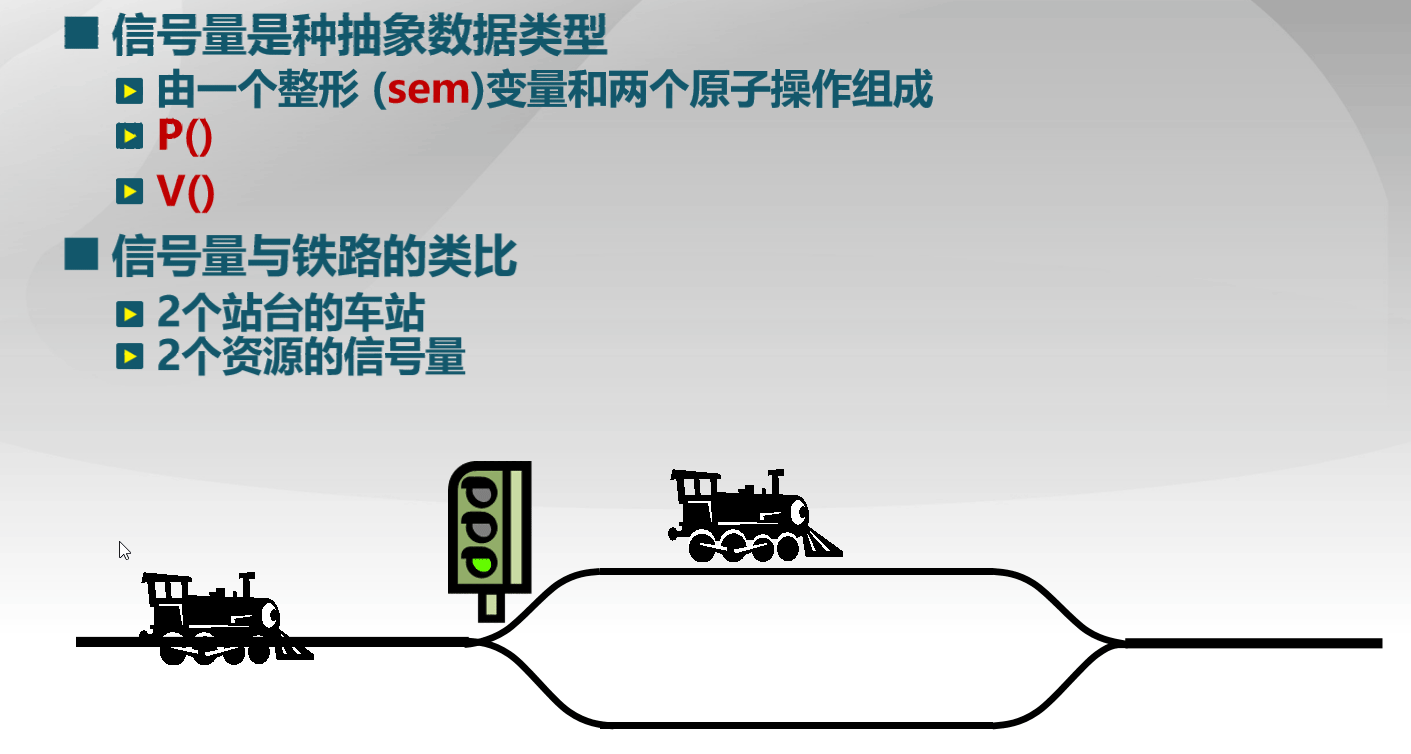 信号量是种抽象数据类型
由一个整形 (sem)变量和两个原子操作组成
P()
V()
信号量与铁路的类比
2个站台的车站
2个资源的信号量